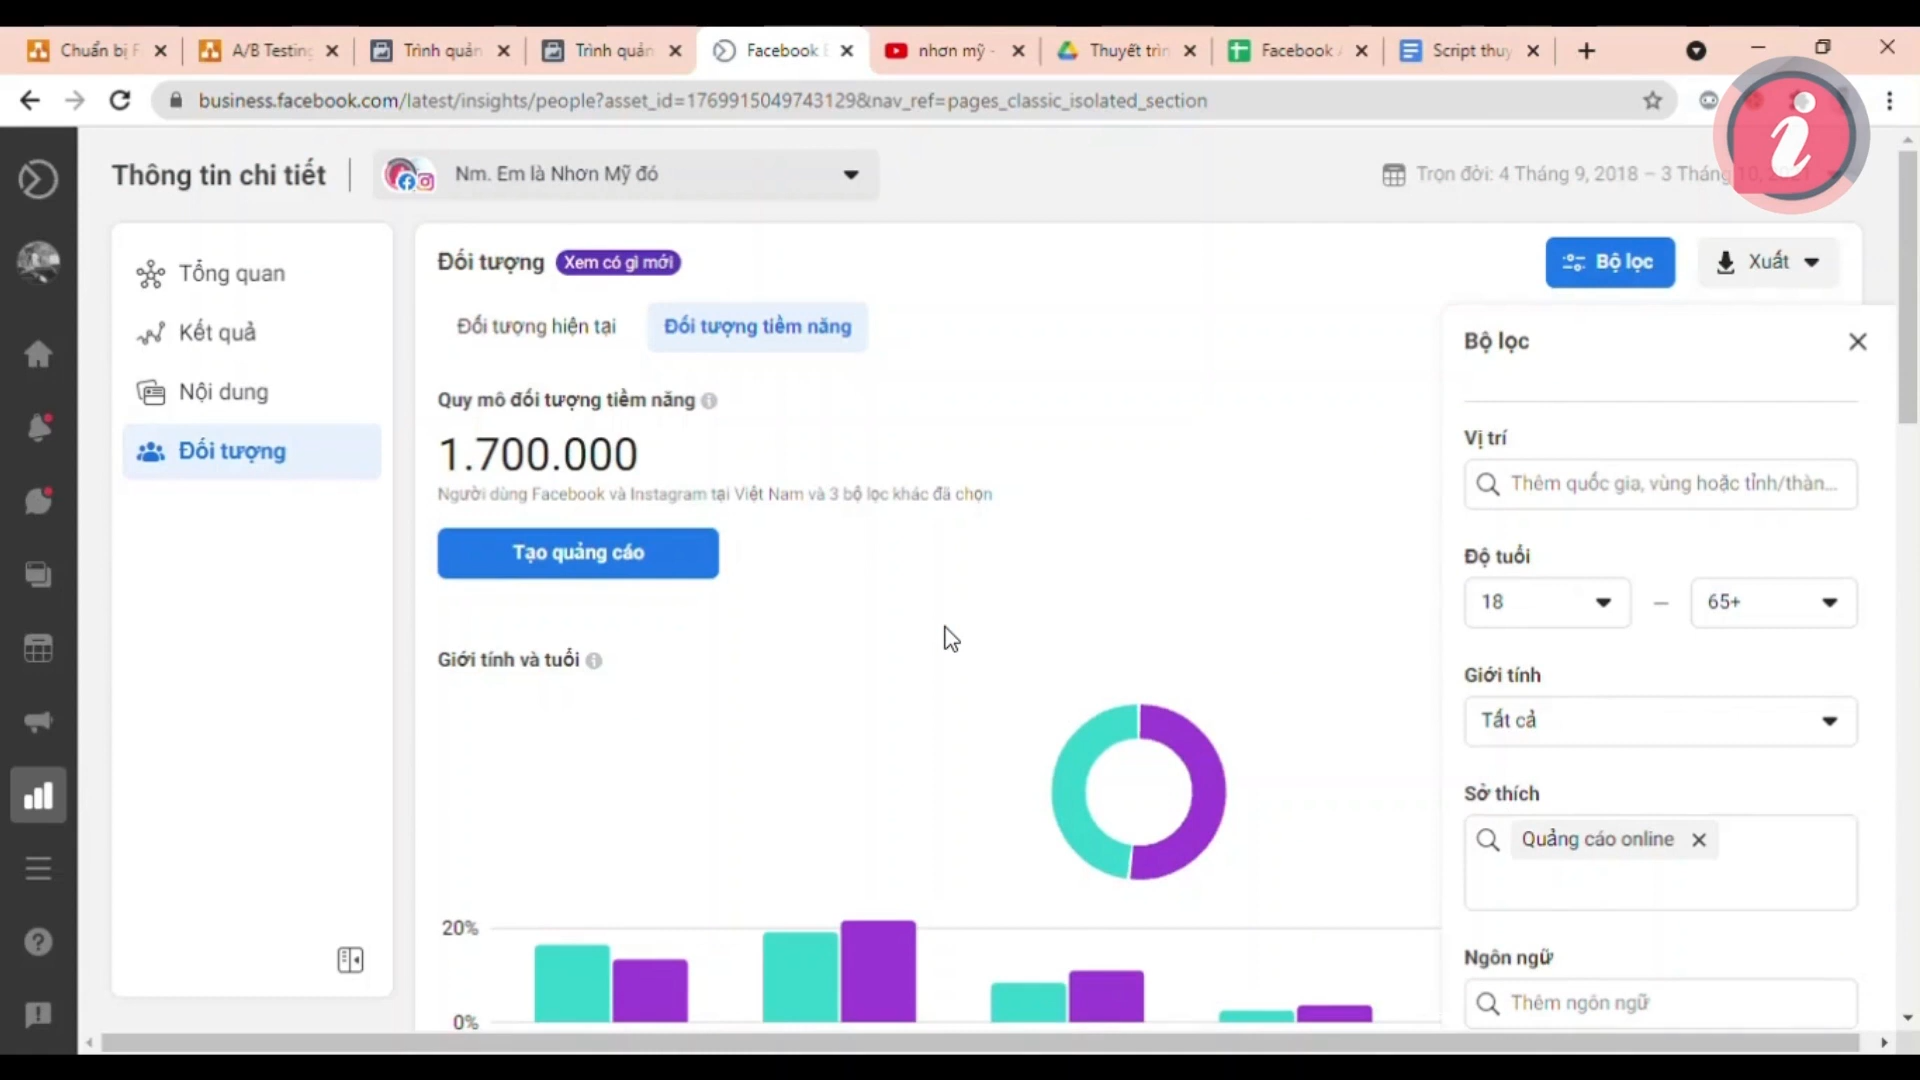 Chuẩn bị F
A/B Testing
Trình quản
Trình quản
Facebook B
nhơn mỹ -
Thuyết trìn
Facebook A
Script thuy
business.facebook.com/latest/insights/people?asset_id=1769915049743129&nav_ref=pages_classic_isolated_section
Thông tin chi tiết
Nm. Em là Nhơn Mỹ đó
Trọn đời: 4 Tháng 9, 2018 – 3 Tháng 10,
i
Tổng quan
Kết quả
Nội dung
Đối tượng
Đối tượng
Xem có gì mới
Bộ lọc
Xuất
Đối tượng hiện tại
Đối tượng tiềm năng
Quy mô đối tượng tiềm năng
1.700.000
Người dùng Facebook và Instagram tại Việt Nam và 3 bộ lọc khác đã chọn
Tạo quảng cáo
Giới tính và tuổi
20%
0%
Bộ lọc
Vị trí
Thêm quốc gia, vùng hoặc tỉnh/thàn...
Độ tuổi
18 – 65+
Giới tính
Tất cả
Sở thích
Quảng cáo online
Ngôn ngữ
Thêm ngôn ngữ